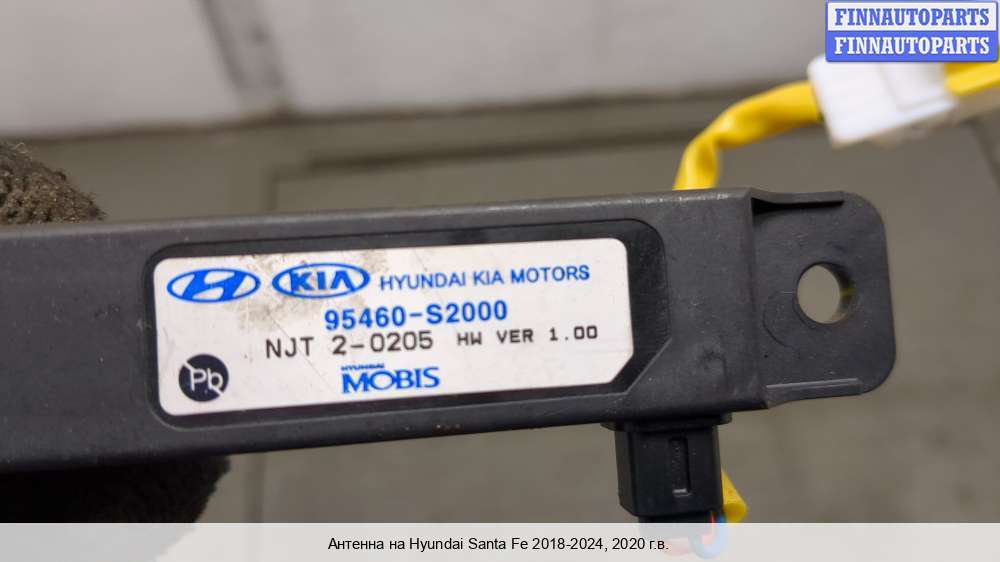 FINNAUTOPARTS
FINNAUTOPARTS
KIA HYUNDAI KIA MOTORS
95460-S2000
NJT 2-0205 HW VER 1.00
Pb
HYUNDAI
MOBIS
Антенна на Hyundai Santa Fe 2018-2024, 2020 г.в.